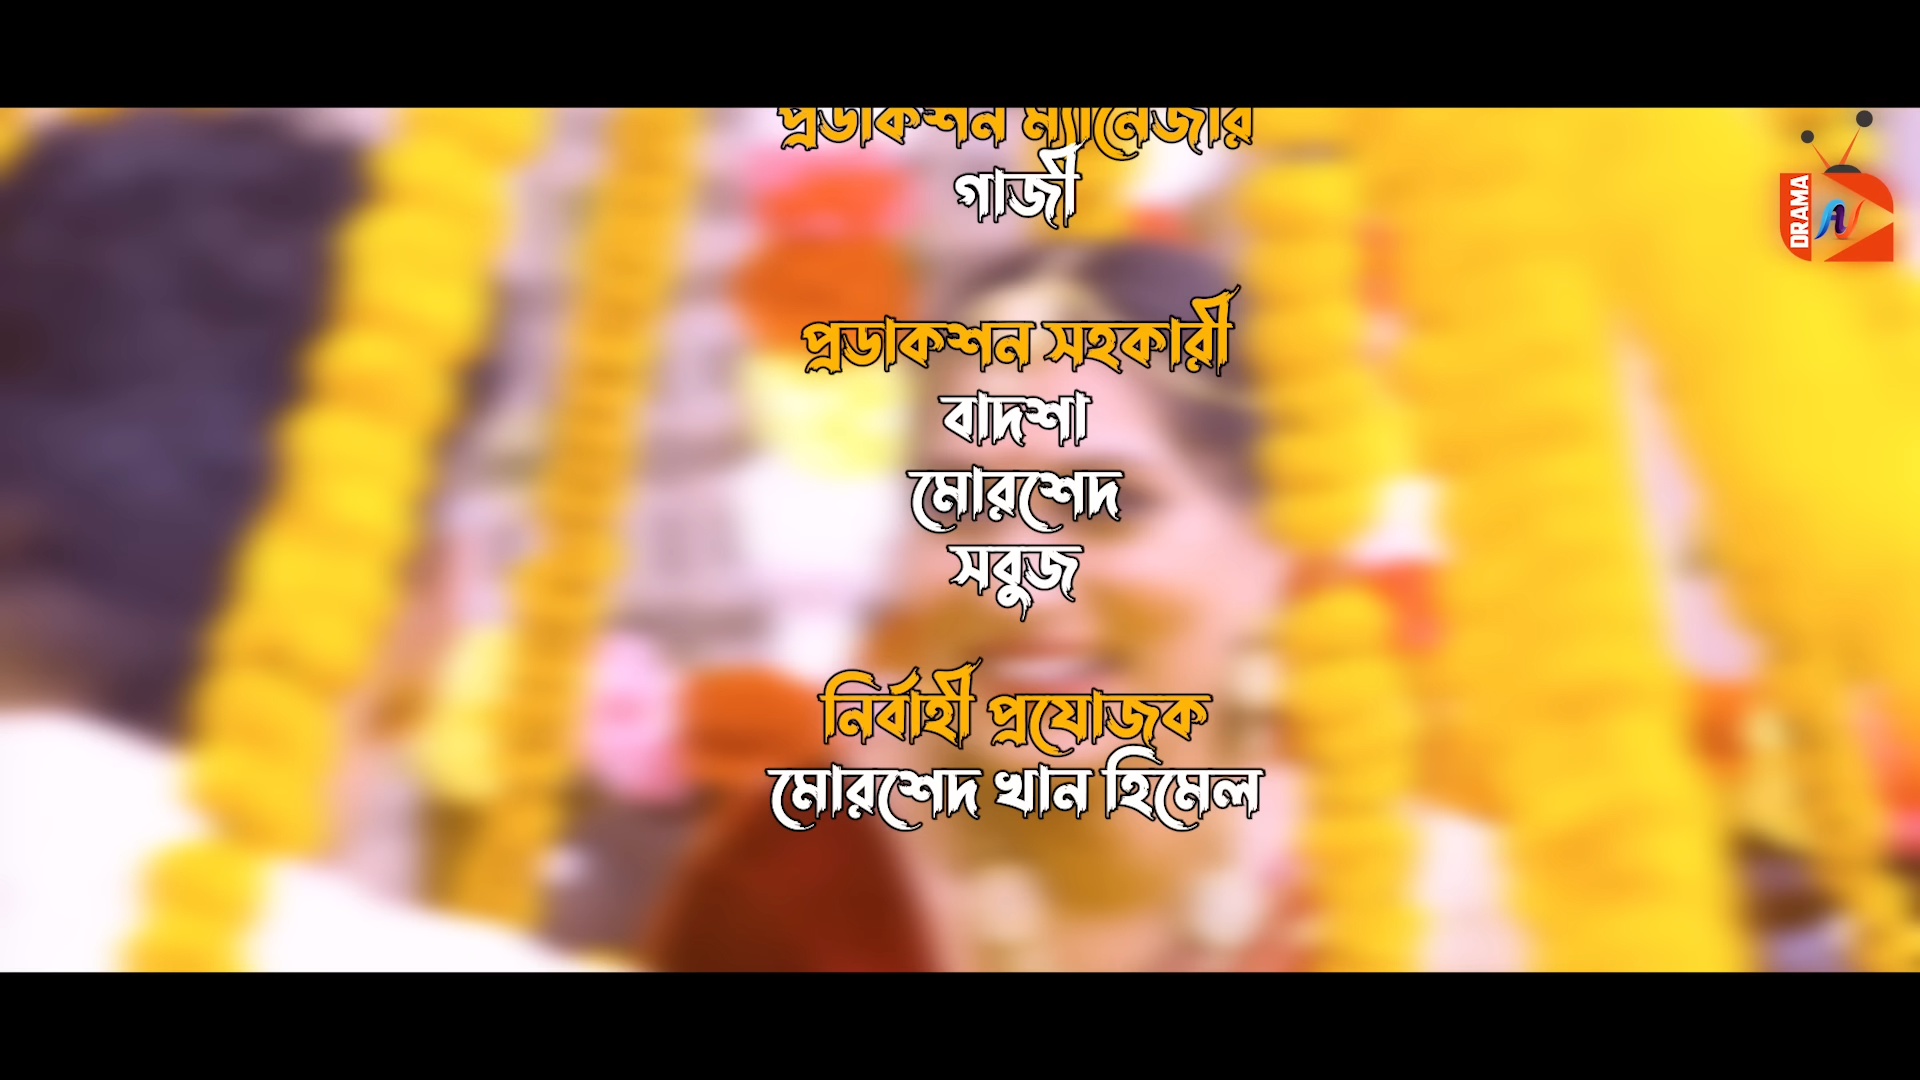 প্রডাকশন ম্যানেজার
গাজী
প্রডাকশন সহকারী
বাদশা
মোরশেদ
সবুজ
নির্বাহী প্রযোজক
মোরশেদ খান হিমেল
DRAMA